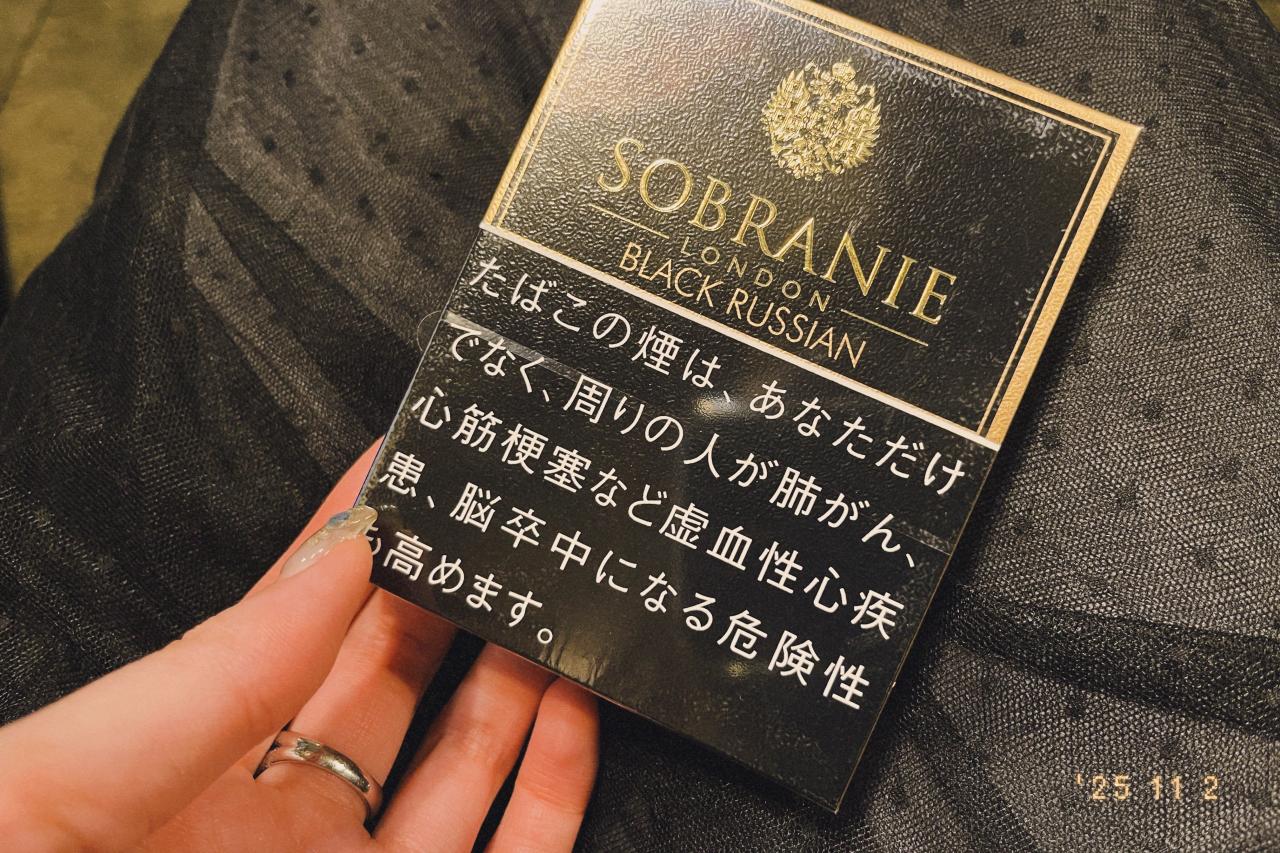 SOBRANIE
LONDON
BLACK RUSSIAN
たばこの煙は、あなただけ
でなく、周りの人が肺がん、
心筋梗塞など虚血性心疾
患、脳卒中になる危険性
も高めます。
'25 11 2